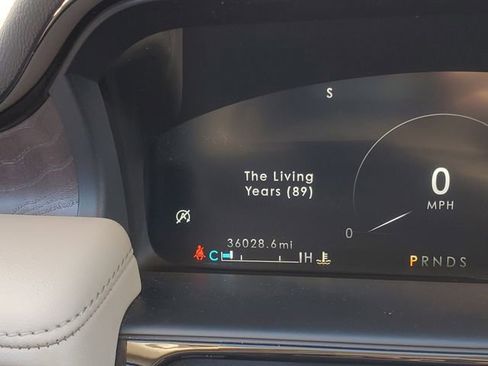 S
The Living
Years (89)
0
MPH
0
36028.6mi
C H
PRNDS